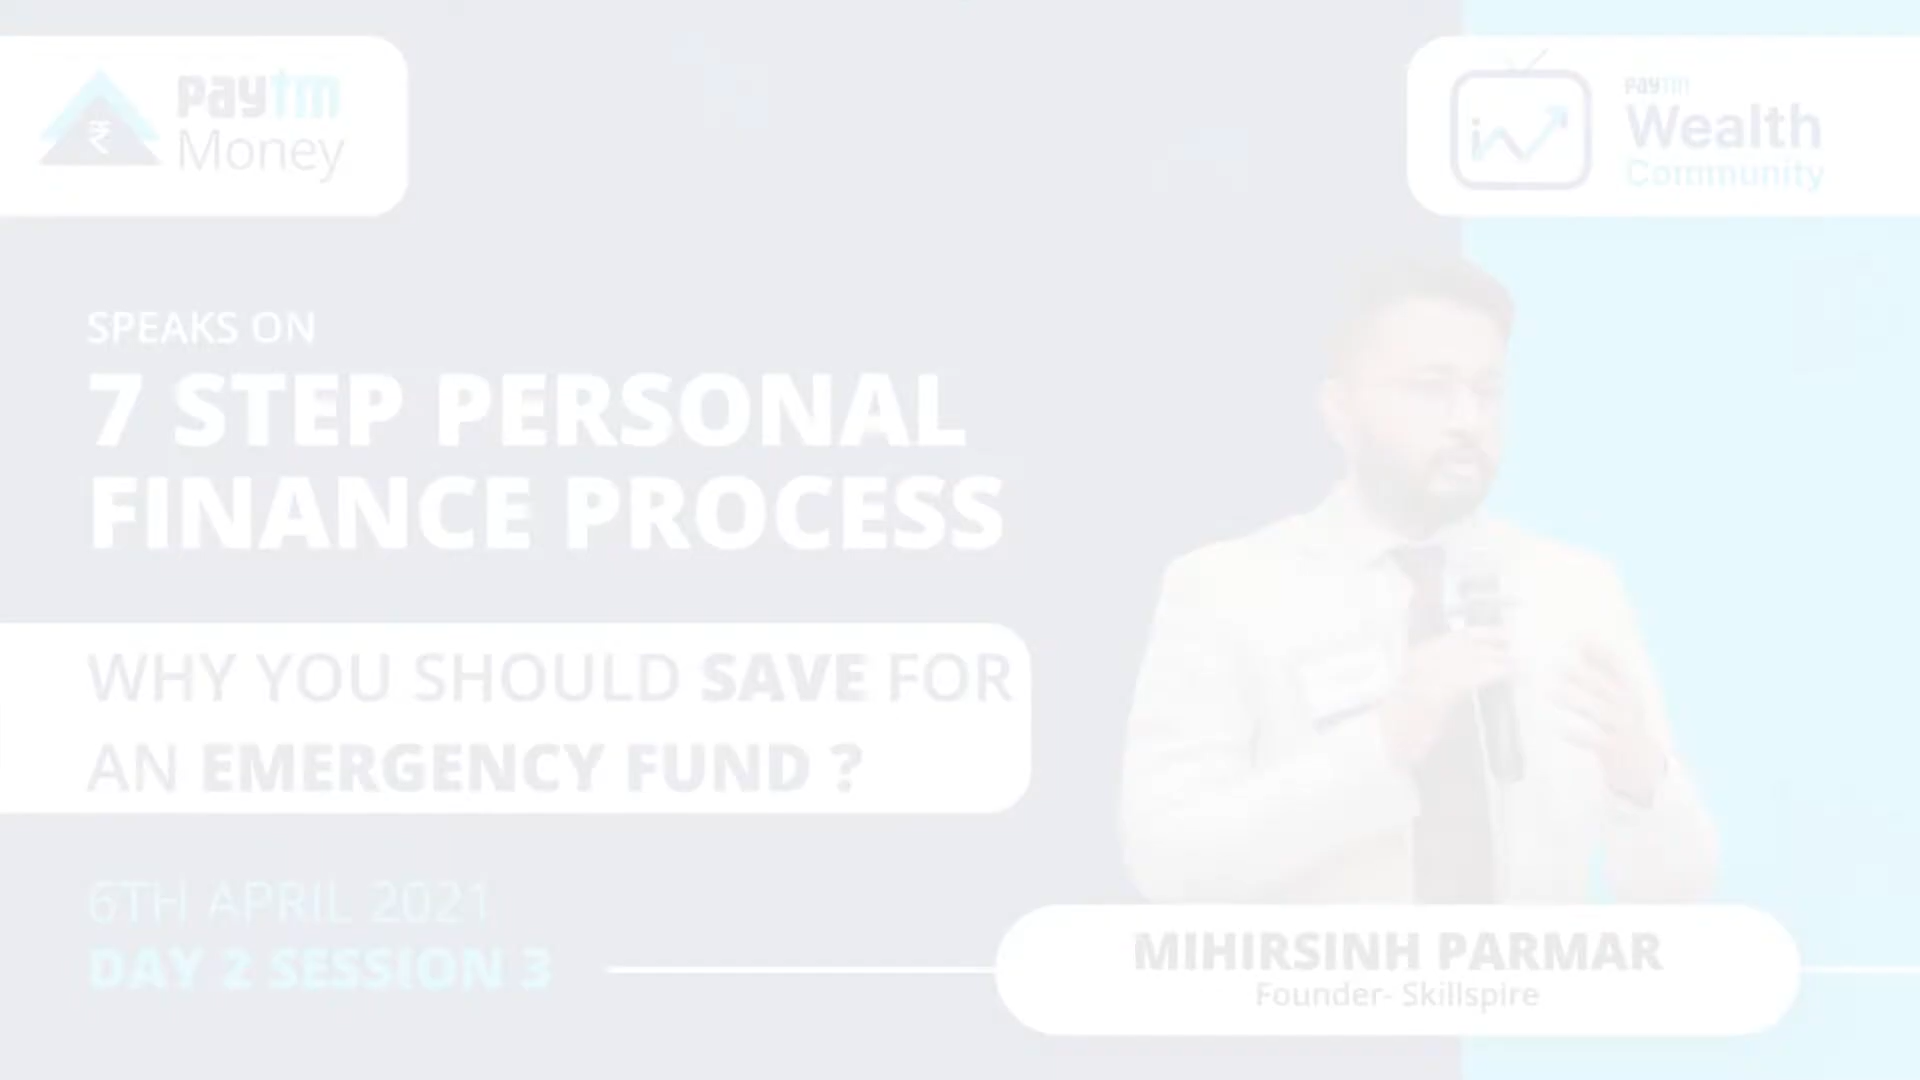 paytm
Money
paytm
Wealth
Community
SPEAKS ON
7 STEP PERSONAL
FINANCE PROCESS
WHY YOU SHOULD SAVE FOR
AN EMERGENCY FUND ?
6TH APRIL 2021
DAY 2 SESSION 3
MIHIRSINH PARMAR
Founder- Skillspire